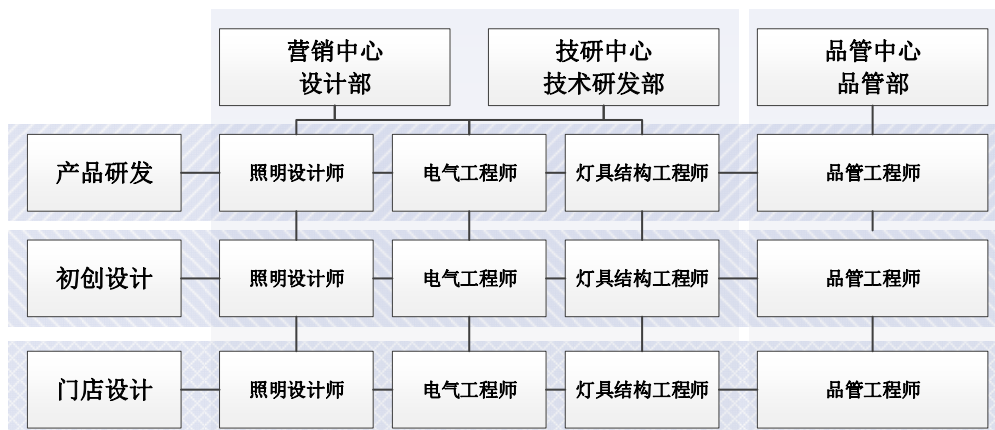 营销中心
设计部
技研中心
技术研发部
品管中心
品管部
产品研发
照明设计师
电气工程师
灯具结构工程师
品管工程师
初创设计
照明设计师
电气工程师
灯具结构工程师
品管工程师
门店设计
照明设计师
电气工程师
灯具结构工程师
品管工程师